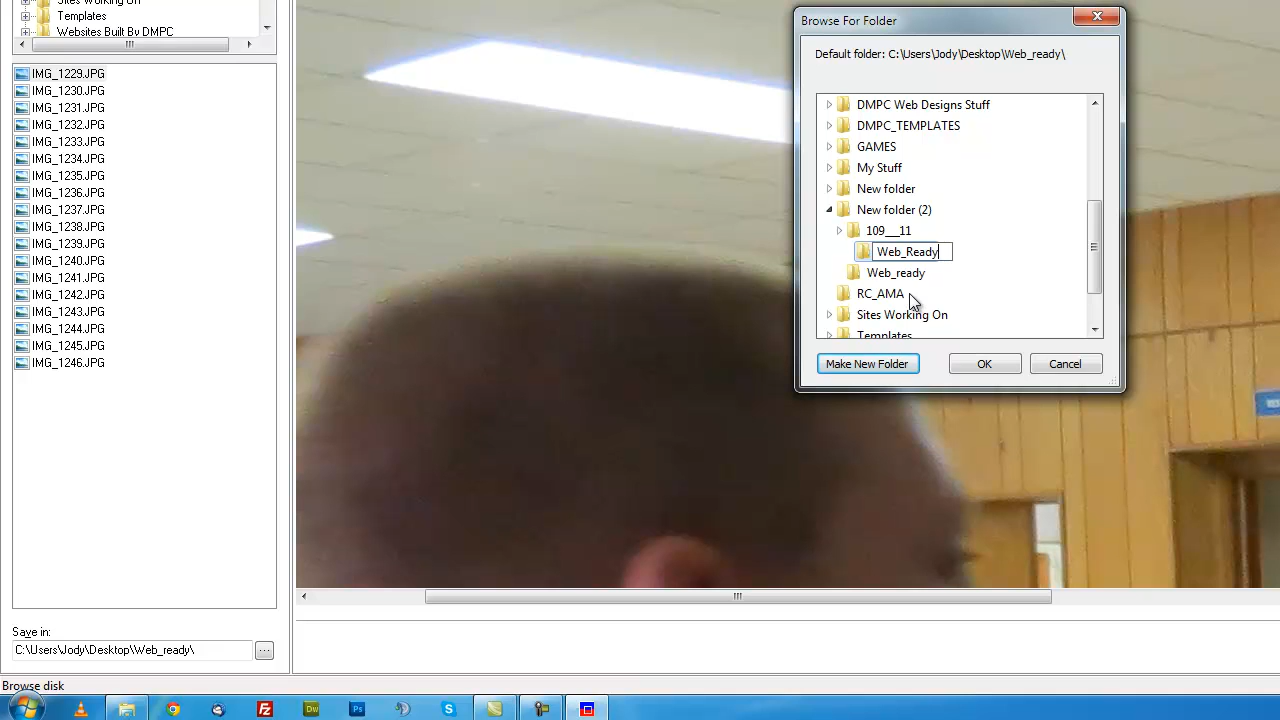 Sites Working On
Templates
Websites Built By DMPC
IMG_1229.JPG
IMG_1230.JPG
IMG_1231.JPG
IMG_1232.JPG
IMG_1233.JPG
IMG_1234.JPG
IMG_1235.JPG
IMG_1236.JPG
IMG_1237.JPG
IMG_1238.JPG
IMG_1239.JPG
IMG_1240.JPG
IMG_1241.JPG
IMG_1242.JPG
IMG_1243.JPG
IMG_1244.JPG
IMG_1245.JPG
IMG_1246.JPG
Save in:
C:\Users\Jody\Desktop\Web_ready\
...
Browse disk
Browse For Folder
Default folder: C:\Users\Jody\Desktop\Web_ready\
DMPC Web Designs Stuff
DMPC_TEMPLATES
GAMES
My Stuff
New folder
New folder (2)
109___11
Web_Ready
Web_ready
RC_AMA
Sites Working On
Templates
Make New Folder
OK
Cancel
Fz
Dw
Ps
S